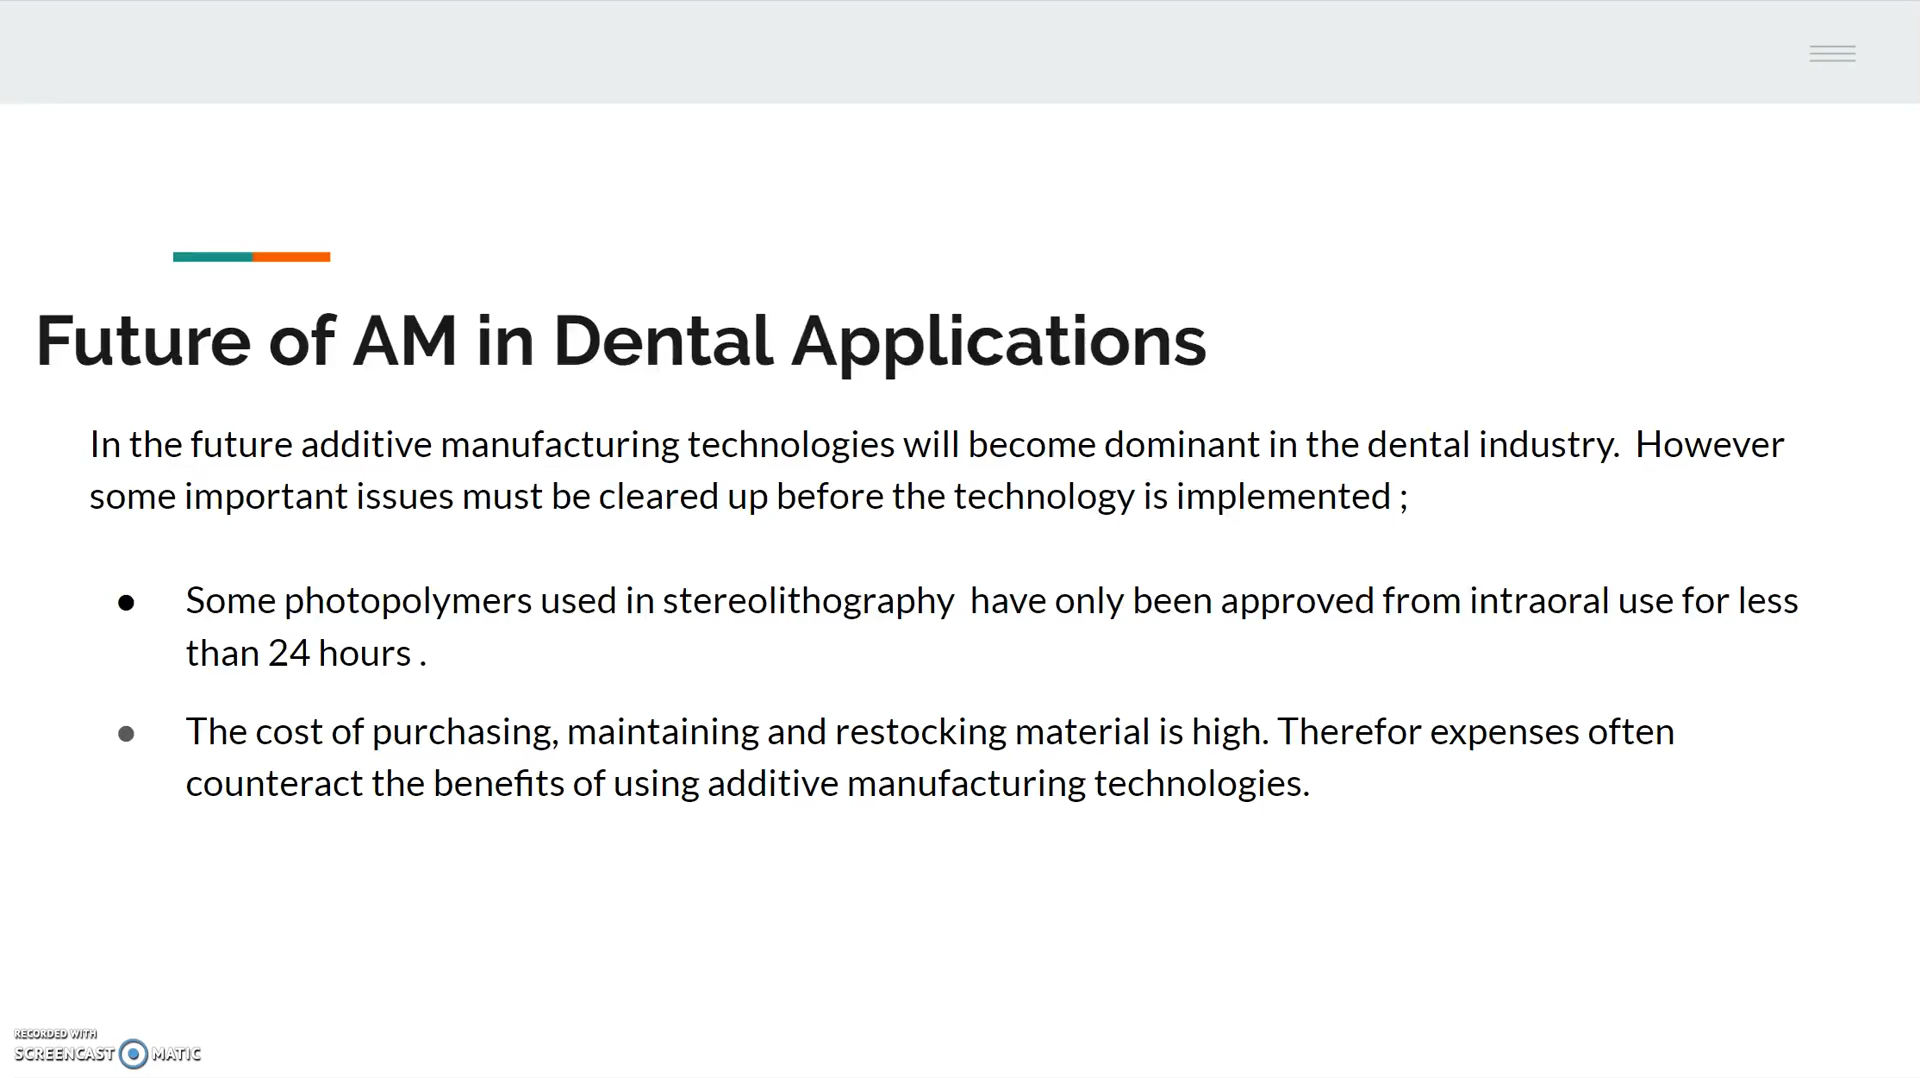 Future of AM in Dental Applications
In the future additive manufacturing technologies will become dominant in the dental industry.  However
some important issues must be cleared up before the technology is implemented ;
● Some photopolymers used in stereolithography  have only been approved from intraoral use for less
than 24 hours .
● The cost of purchasing, maintaining and restocking material is high. Therefor expenses often
counteract the benefits of using additive manufacturing technologies.
RECORDED WITH
SCREENCAST MATIC